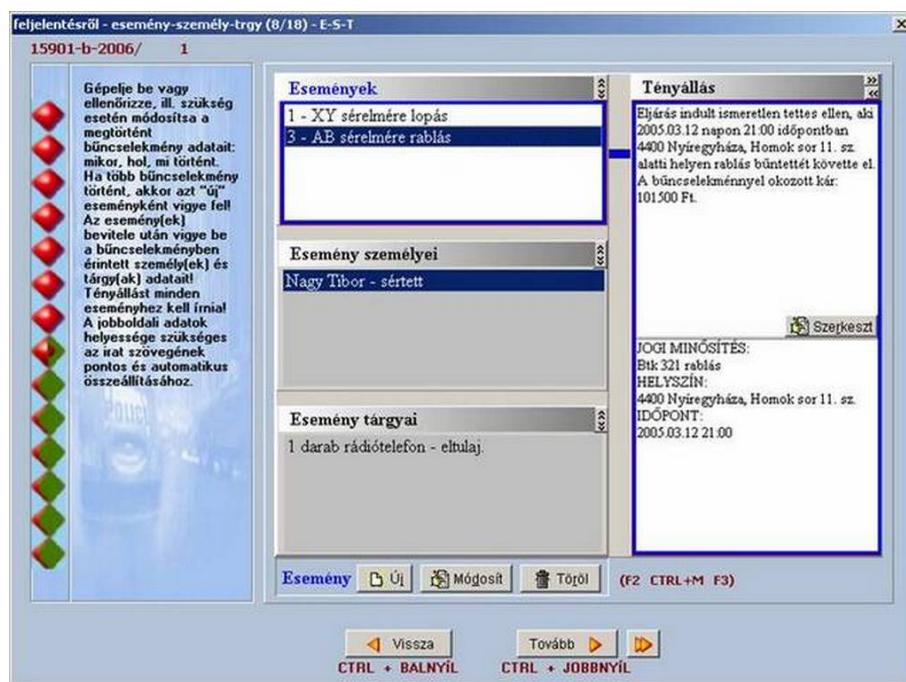 feljelentésről - esemény-személy-trgy (8/18) - E-S-T
15901-b-2006/ 1
Gépelje be vagy
ellenőrizze, ill. szükség
esetén módosítsa a
megtörtént
bűncselekmény adatait:
mikor, hol, mi történt.
Ha több bűncselekmény
történt, akkor azt "új"
eseményként vigye fel!
Az esemény(ek)
bevitele után vigye be
a bűncselekményben
érintett személy(ek) és
tárgy(ak) adatait!
Tényállást minden
eseményhez kell írnia!
A jobboldali adatok
helyessége szükséges
az irat szövegének
pontos és automatikus
összeállításához.
Események
1 - XY sérelmére lopás
3 - AB sérelmére rablás
Esemény személyei
Nagy Tibor - sértett
Esemény tárgyai
1 darab rádiótelefon - eltulaj.
Tényállás
Eljárás indult ismeretlen tettes ellen, aki
2005.03.12 napon 21:00 időpontban
4400 Nyíregyháza, Homok sor 11. sz.
alatti helyen rablás bűntettét követte el.
A bűncselekménnyel okozott kár:
101500 Ft.
Szerkeszt
JOGI MINŐSÍTÉS:
Btk 321 rablás
HELYSZÍN:
4400 Nyíregyháza, Homok sor 11. sz.
IDŐPONT:
2005.03.12 21:00
Esemény Új Módosít Töröl (F2 CTRL+M F3)
Vissza Tovább
CTRL + BALNYÍL CTRL + JOBBNYÍL